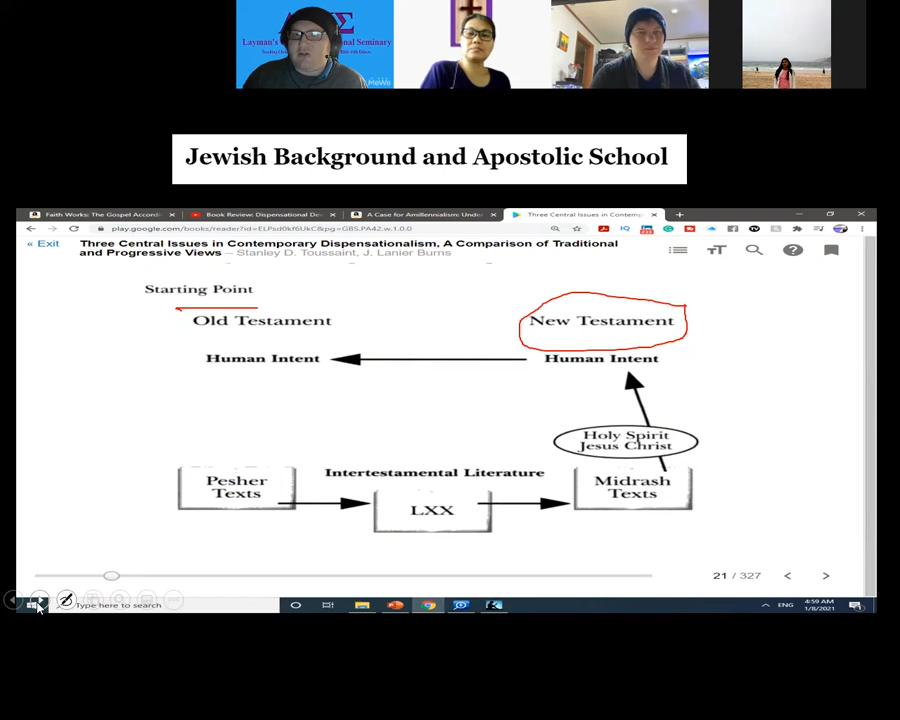 Layman's
onal Seminary
MeWe
Jewish Background and Apostolic School
Faith Works: The Gospel Accordi
Book Review: Dispensational De
A Case for Amillennialism: Under
Three Central Issues in Contemp
play.google.com/books/reader?id=ELPsd0kf6UkC&pg=GBS.PA42.w.1.0.0
« Exit
Three Central Issues in Contemporary Dispensationalism, A Comparison of Traditional
and Progressive Views – Stanley D. Toussaint, J. Lanier Burns
Starting Point
Old Testament
New Testament
Human Intent
Human Intent
Holy Spirit
Jesus Christ
Intertestamental Literature
Pesher
Texts
LXX
Midrash
Texts
21 / 327
Type here to search
ENG
4:59 AM
1/8/2021